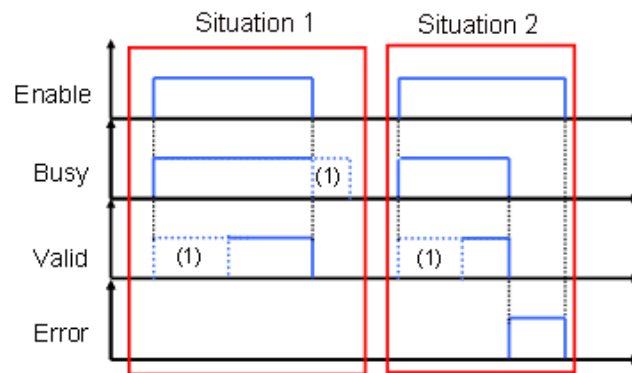 Situation 1
Situation 2
Enable
Busy
(1)
Valid
(1)
(1)
Error